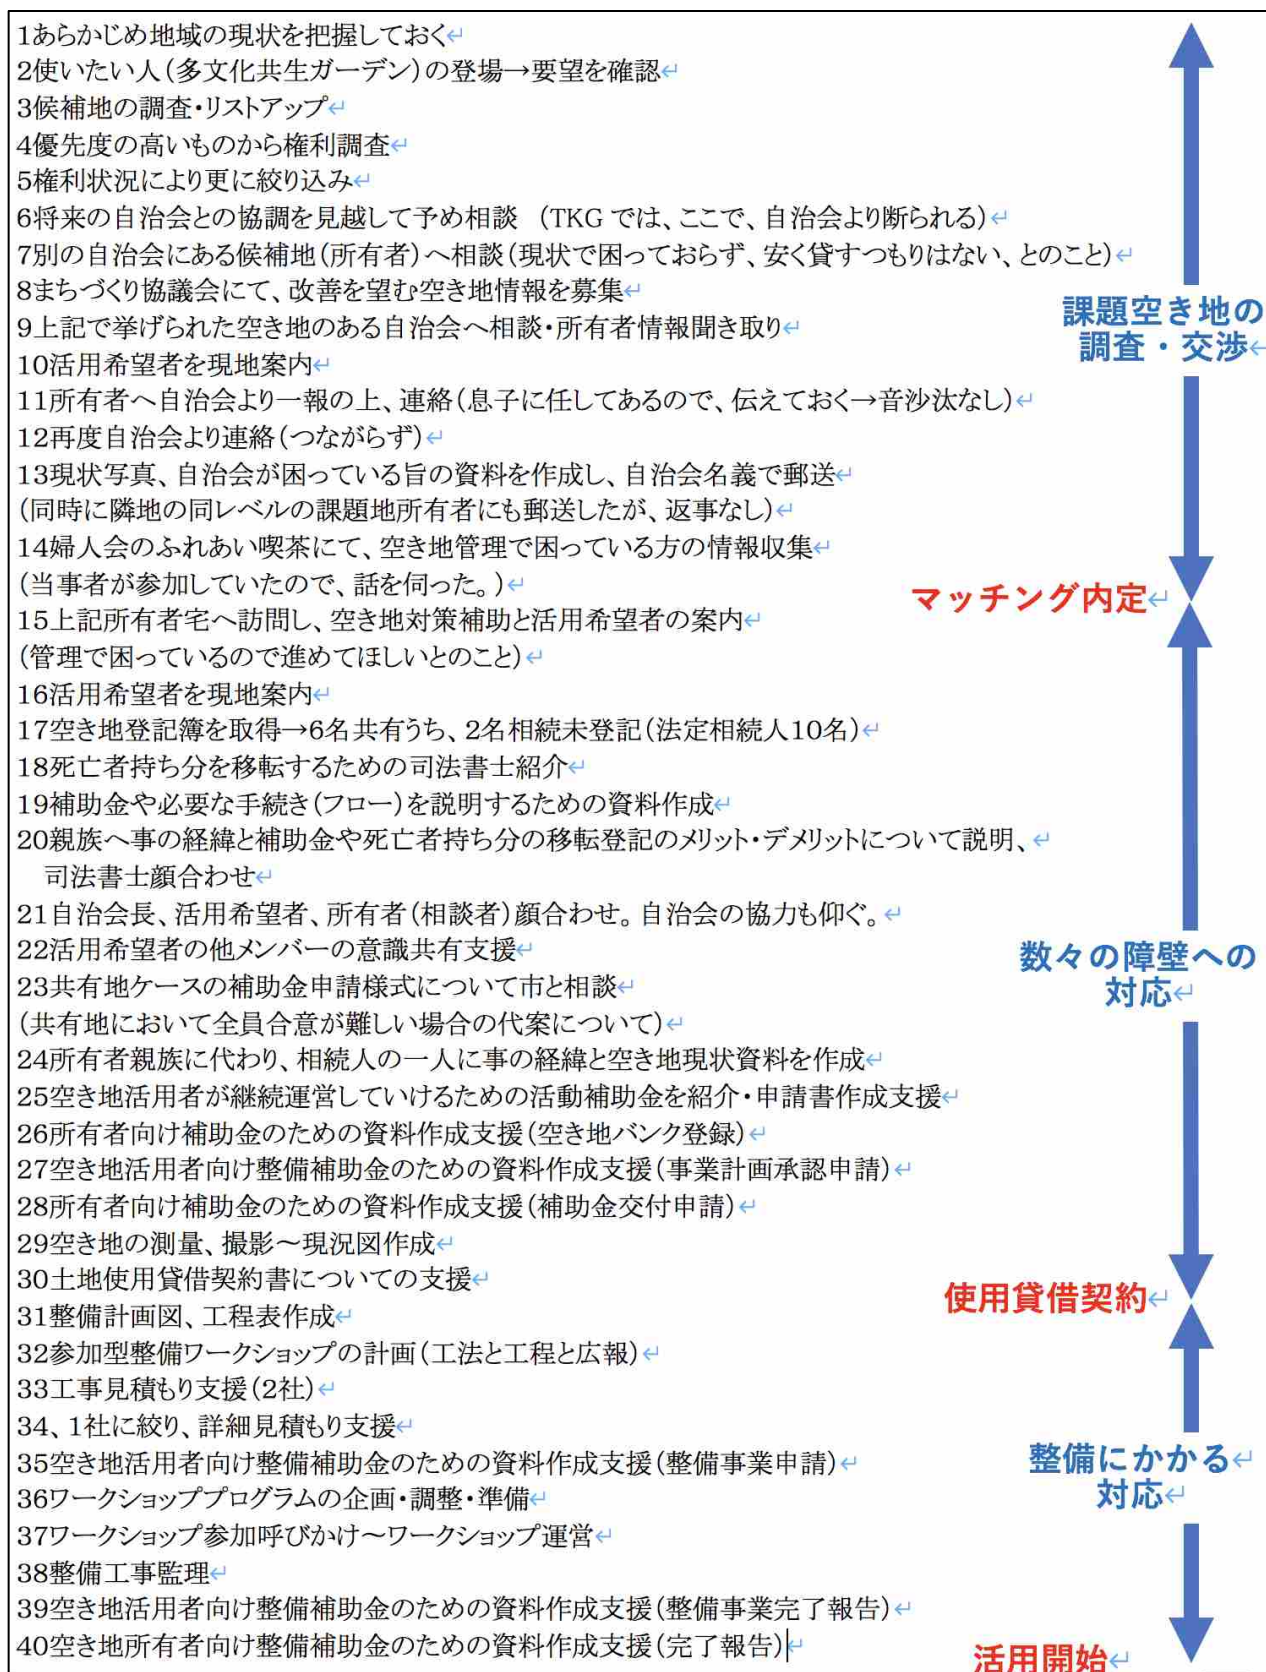 1あらかじめ地域の現状を把握しておく↵
2使いたい人(多文化共生ガーデン)の登場→要望を確認↵
3候補地の調査・リストアップ↵
4優先度の高いものから権利調査↵
5権利状況により更に絞り込み↵
6将来の自治会との協調を見越して予め相談 (TKGでは、ここで、自治会より断られる)↵
7別の自治会にある候補地(所有者)へ相談(現状で困っておらず、安く貸すつもりはない、とのこと)↵
8まちづくり協議会にて、改善を望む空き地情報を募集↵
9上記で挙げられた空き地のある自治会へ相談・所有者情報聞き取り↵
10活用希望者を現地案内↵
11所有者へ自治会より一報の上、連絡(息子に任してあるので、伝えておく→音沙汰なし)↵
12再度自治会より連絡(つながらず)↵
13現状写真、自治会が困っている旨の資料を作成し、自治会名義で郵送↵
(同時に隣地の同レベルの課題地所有者にも郵送したが、返事なし)↵
14婦人会のふれあい喫茶にて、空き地管理で困っている方の情報収集↵
(当事者が参加していたので、話を伺った。)↵
課題空き地の
調査・交渉↵
マッチング内定↵
15上記所有者宅へ訪問し、空き地対策補助と活用希望者の案内↵
(管理で困っているので進めてほしいとのこと)↵
16活用希望者を現地案内↵
17空き地登記簿を取得→6名共有うち、2名相続未登記(法定相続人10名)↵
18死亡者持ち分を移転するための司法書士紹介↵
19補助金や必要な手続き(フロー)を説明するための資料作成↵
20親族へ事の経緯と補助金や死亡者持ち分の移転登記のメリット・デメリットについて説明、↵
司法書士顔合わせ↵
21自治会長、活用希望者、所有者(相談者)顔合わせ。自治会の協力も仰ぐ。↵
22活用希望者の他メンバーの意識共有支援↵
23共有地ケースの補助金申請様式について市と相談↵
(共有地において全員合意が難しい場合の代案について)↵
24所有者親族に代わり、相続人の一人に事の経緯と空き地現状資料を作成↵
25空き地活用者が継続運営していけるための活動補助金を紹介・申請書作成支援↵
26所有者向け補助金のための資料作成支援(空き地バンク登録)↵
27空き地活用者向け整備補助金のための資料作成支援(事業計画承認申請)↵
28所有者向け補助金のための資料作成支援(補助金交付申請)↵
29空き地の測量、撮影～現況図作成↵
30土地使用貸借契約書についての支援↵
数々の障壁への
対応↵
使用貸借契約↵
31整備計画図、工程表作成↵
32参加型整備ワークショップの計画(工法と工程と広報)↵
33工事見積もり支援(2社)↵
34、1社に絞り、詳細見積もり支援↵
35空き地活用者向け整備補助金のための資料作成支援(整備事業申請)↵
36ワークショッププログラムの企画・調整・準備↵
37ワークショップ参加呼びかけ～ワークショップ運営↵
38整備工事監理↵
39空き地活用者向け整備補助金のための資料作成支援(整備事業完了報告)↵
40空き地所有者向け整備補助金のための資料作成支援(完了報告)↵
整備にかかる↵
対応↵
活用開始↵